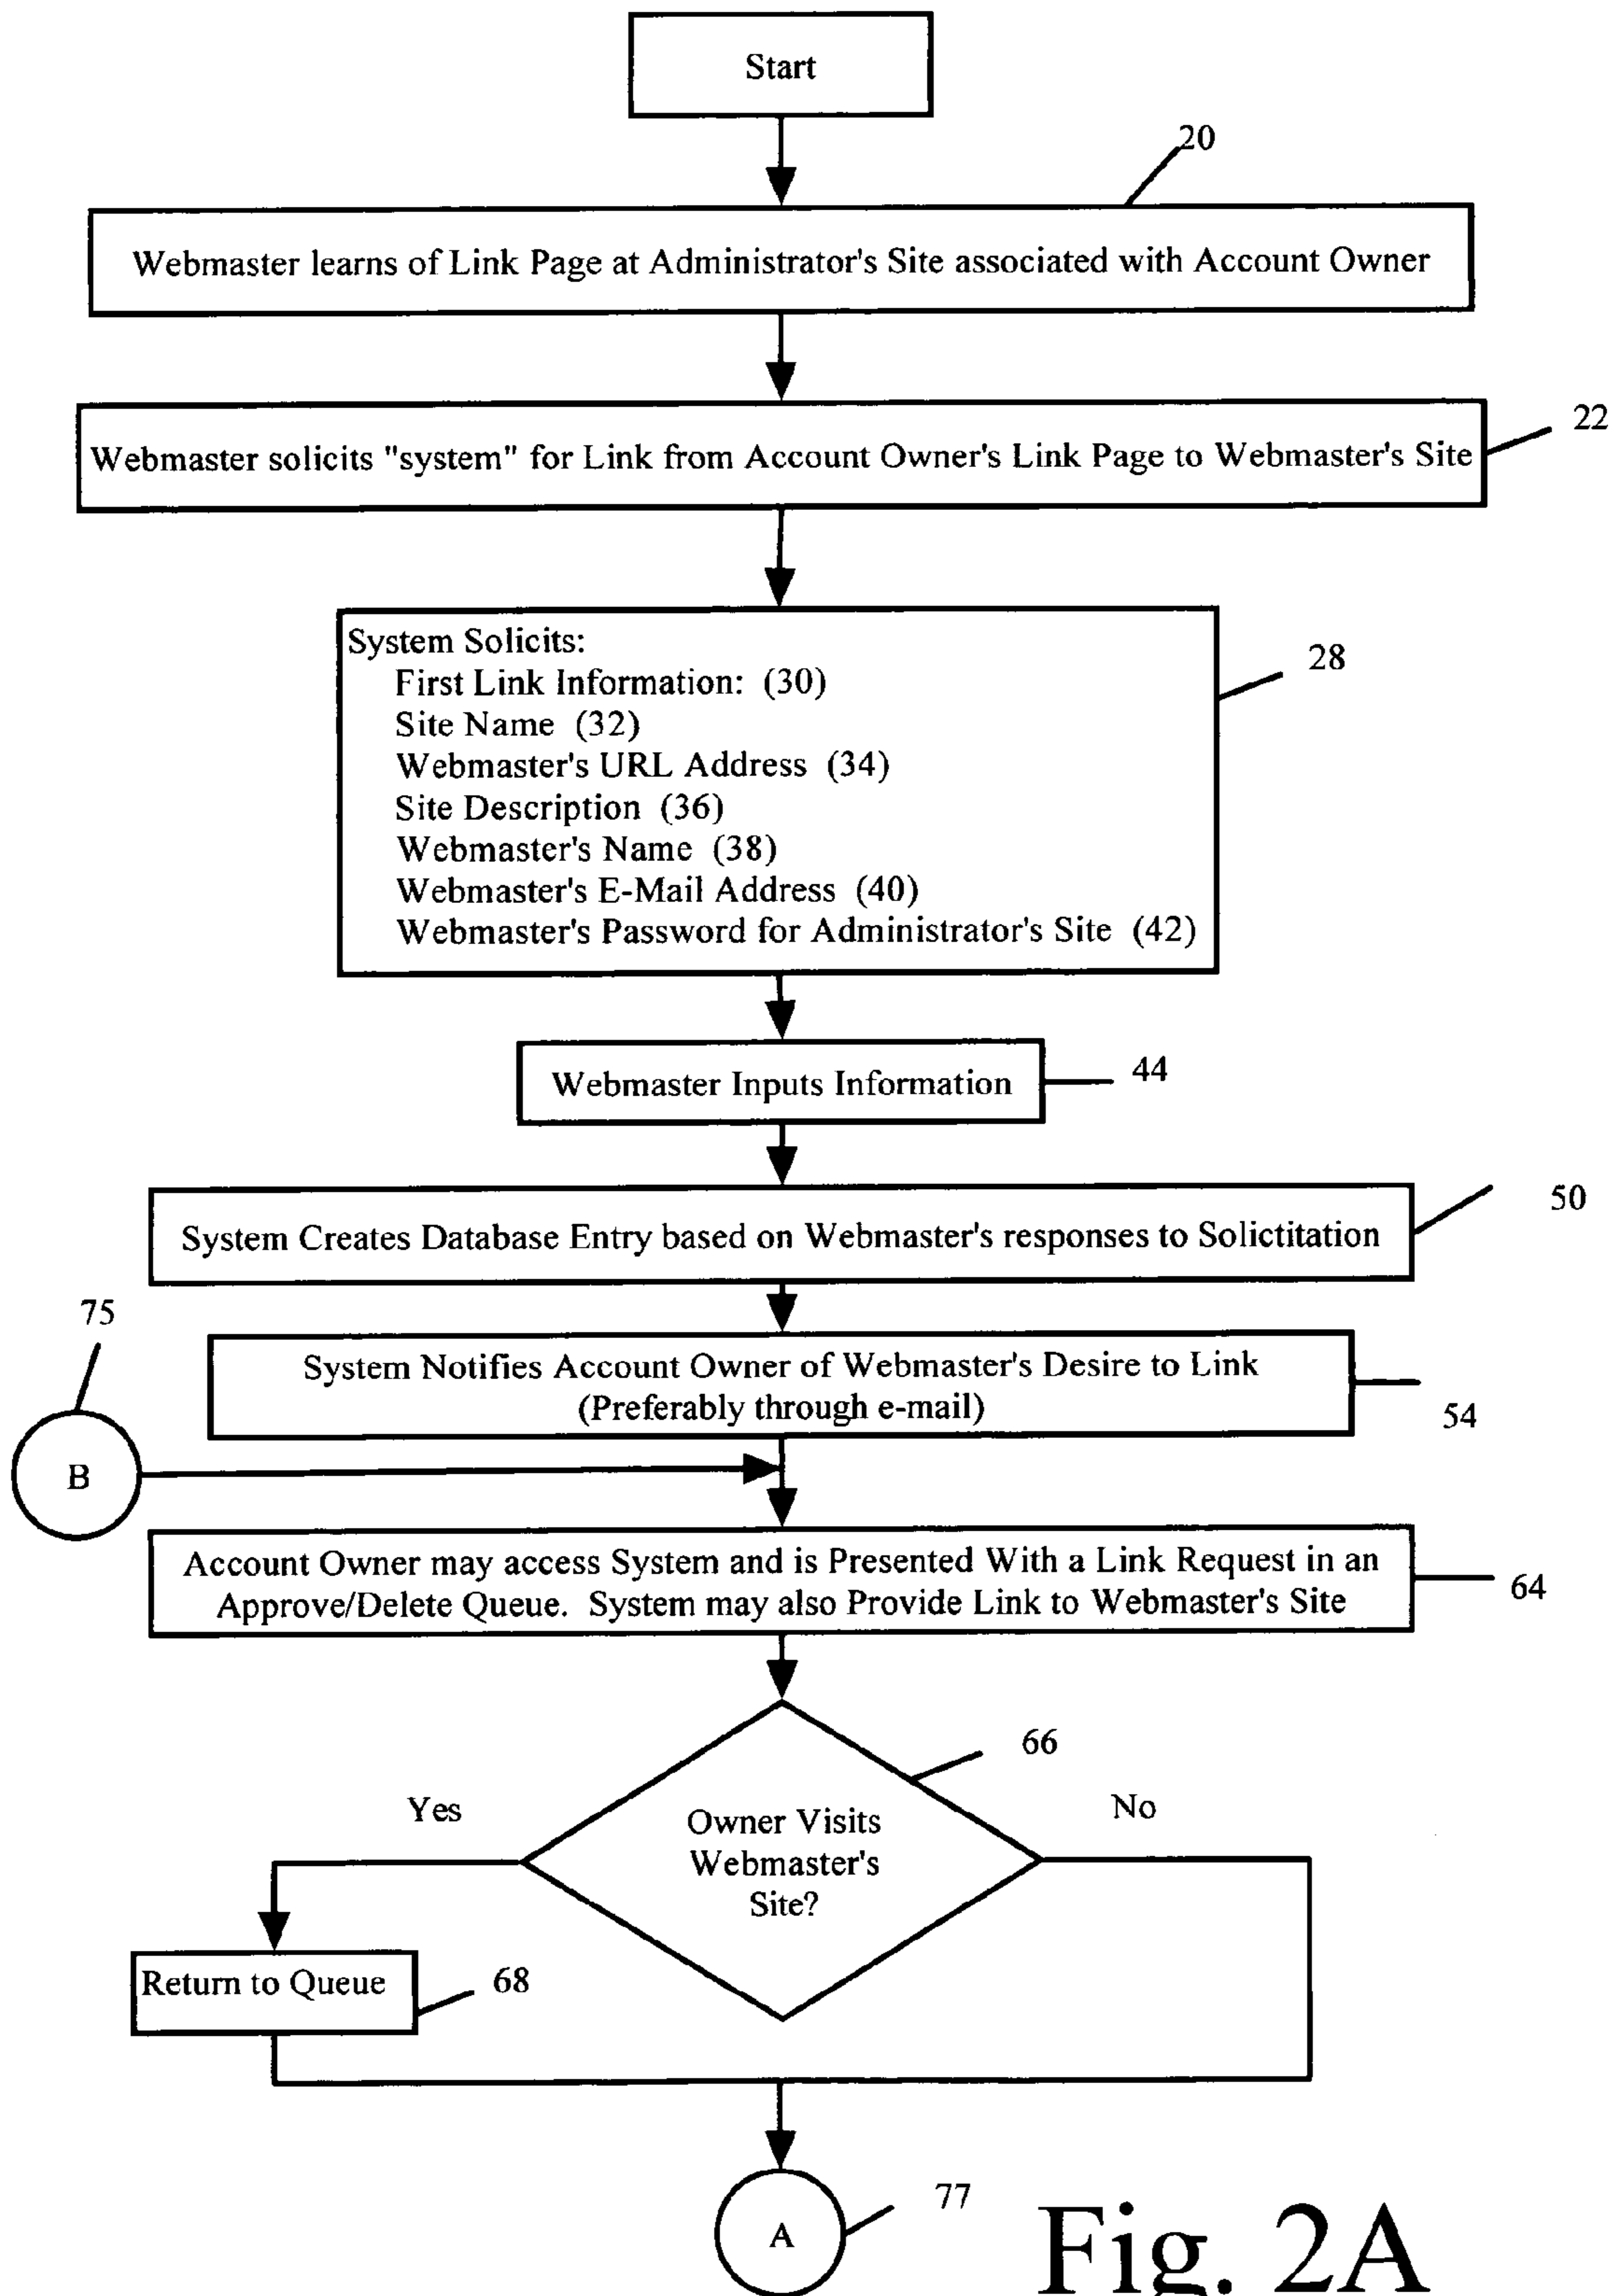 Start
20
Webmaster learns of Link Page at Administrator's Site associated with Account Owner
22
Webmaster solicits "system" for Link from Account Owner's Link Page to Webmaster's Site
28
System Solicits:
First Link Information: (30)
Site Name (32)
Webmaster's URL Address (34)
Site Description (36)
Webmaster's Name (38)
Webmaster's E-Mail Address (40)
Webmaster's Password for Administrator's Site (42)
Webmaster Inputs Information
44
50
System Creates Database Entry based on Webmaster's responses to Solictitation
75
System Notifies Account Owner of Webmaster's Desire to Link
(Preferably through e-mail)
54
B
Account Owner may access System and is Presented With a Link Request in an
Approve/Delete Queue. System may also Provide Link to Webmaster's Site
64
66
Yes
No
Owner Visits
Webmaster's
Site?
Return to Queue
68
77
A
Fig. 2A